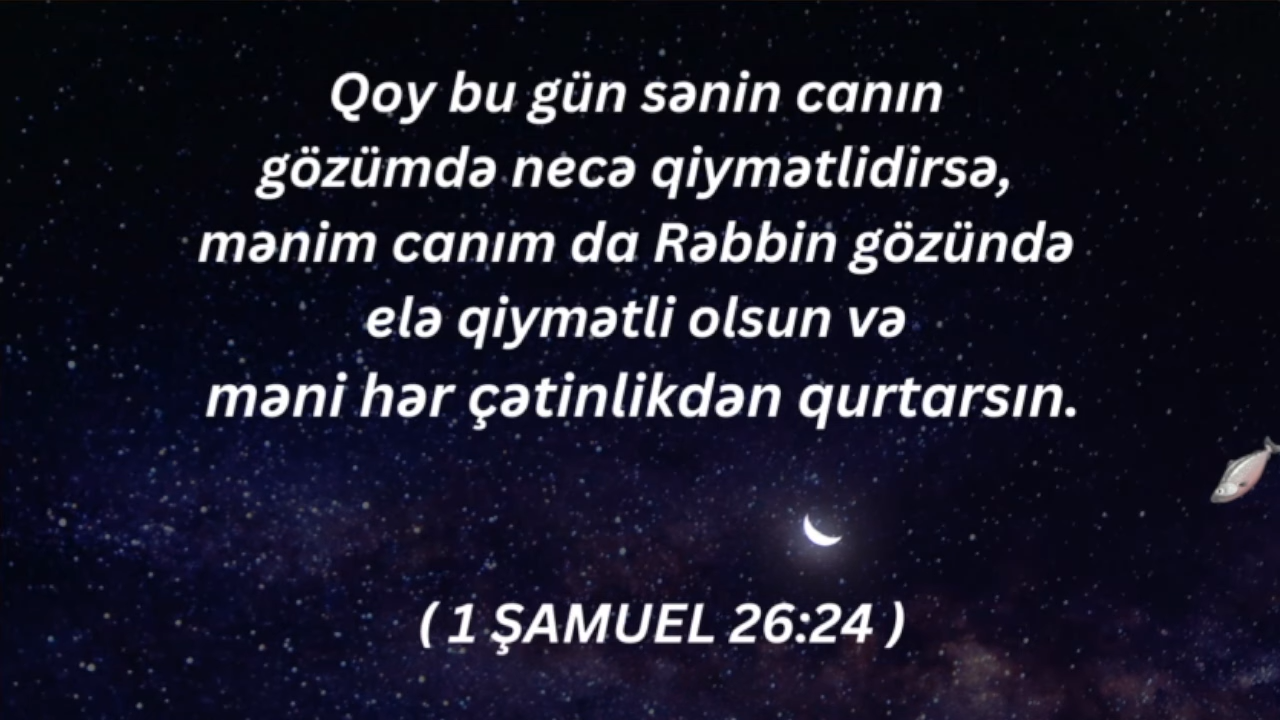 Qoy bu gün sənin canın
gözümdə necə qiymətlidirsə,
mənim canım da Rəbbin gözündə
elə qiymətli olsun və
məni hər çətinlikdən qurtarsın.
( 1 ŞAMUEL 26:24 )